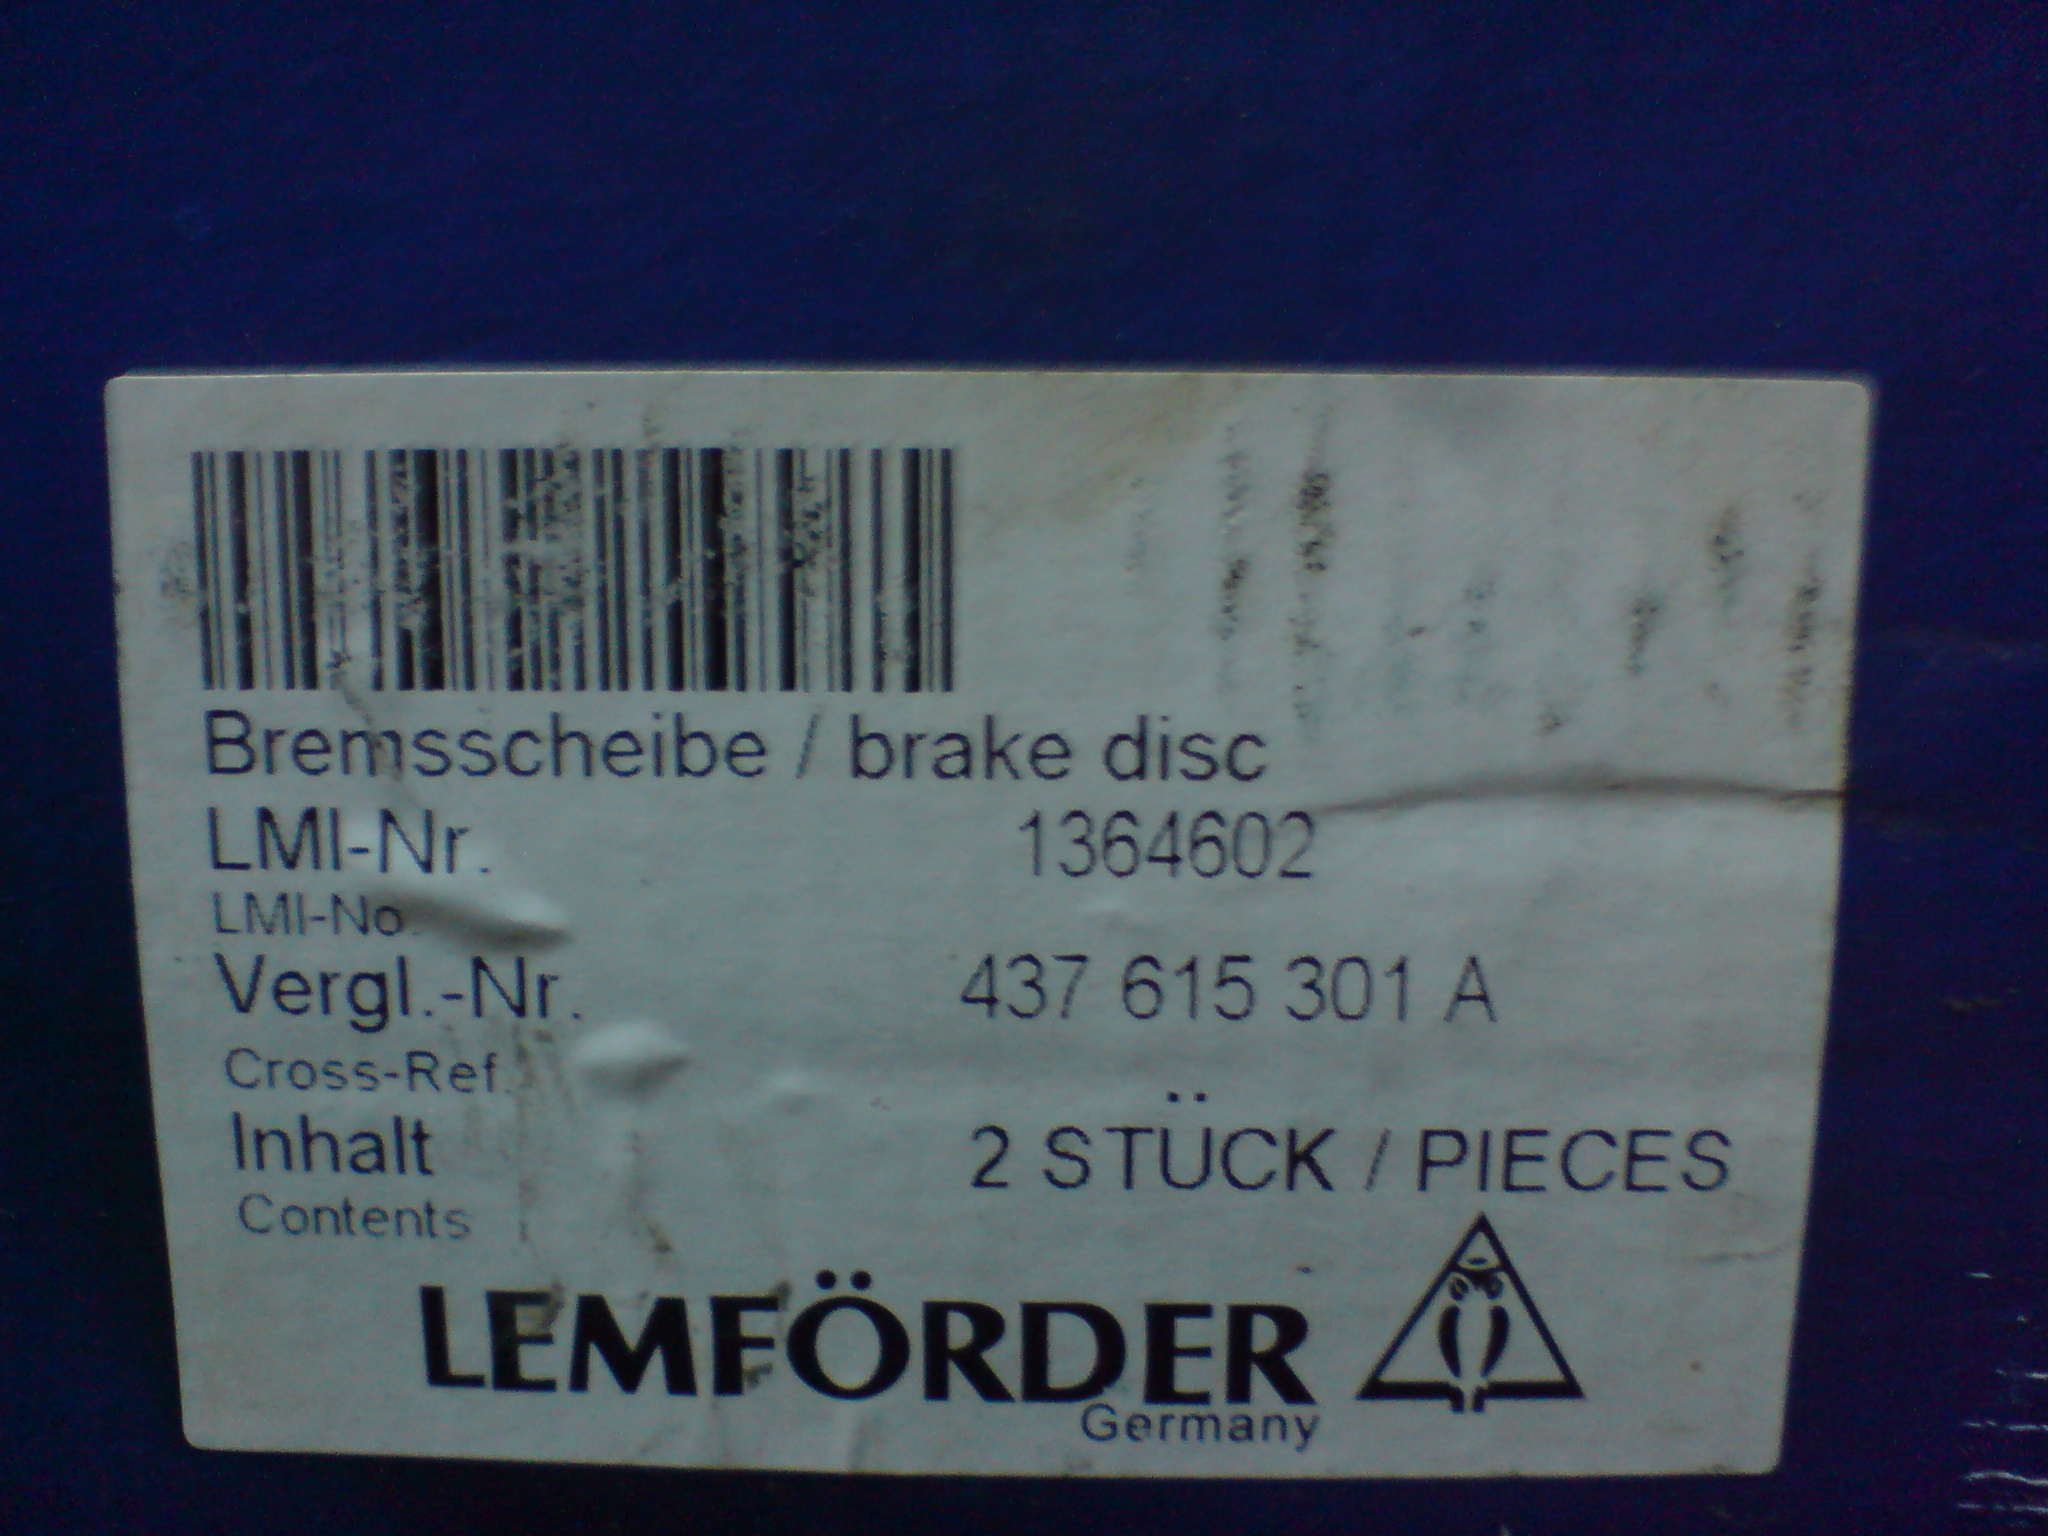 Bremsscheibe / brake disc
LMI-Nr. 1364602
LMI-No.
Vergl.-Nr. 437 615 301 A
Cross-Ref.
Inhalt 2 STÜCK / PIECES
Contents
LEMFÖRDER
Germany